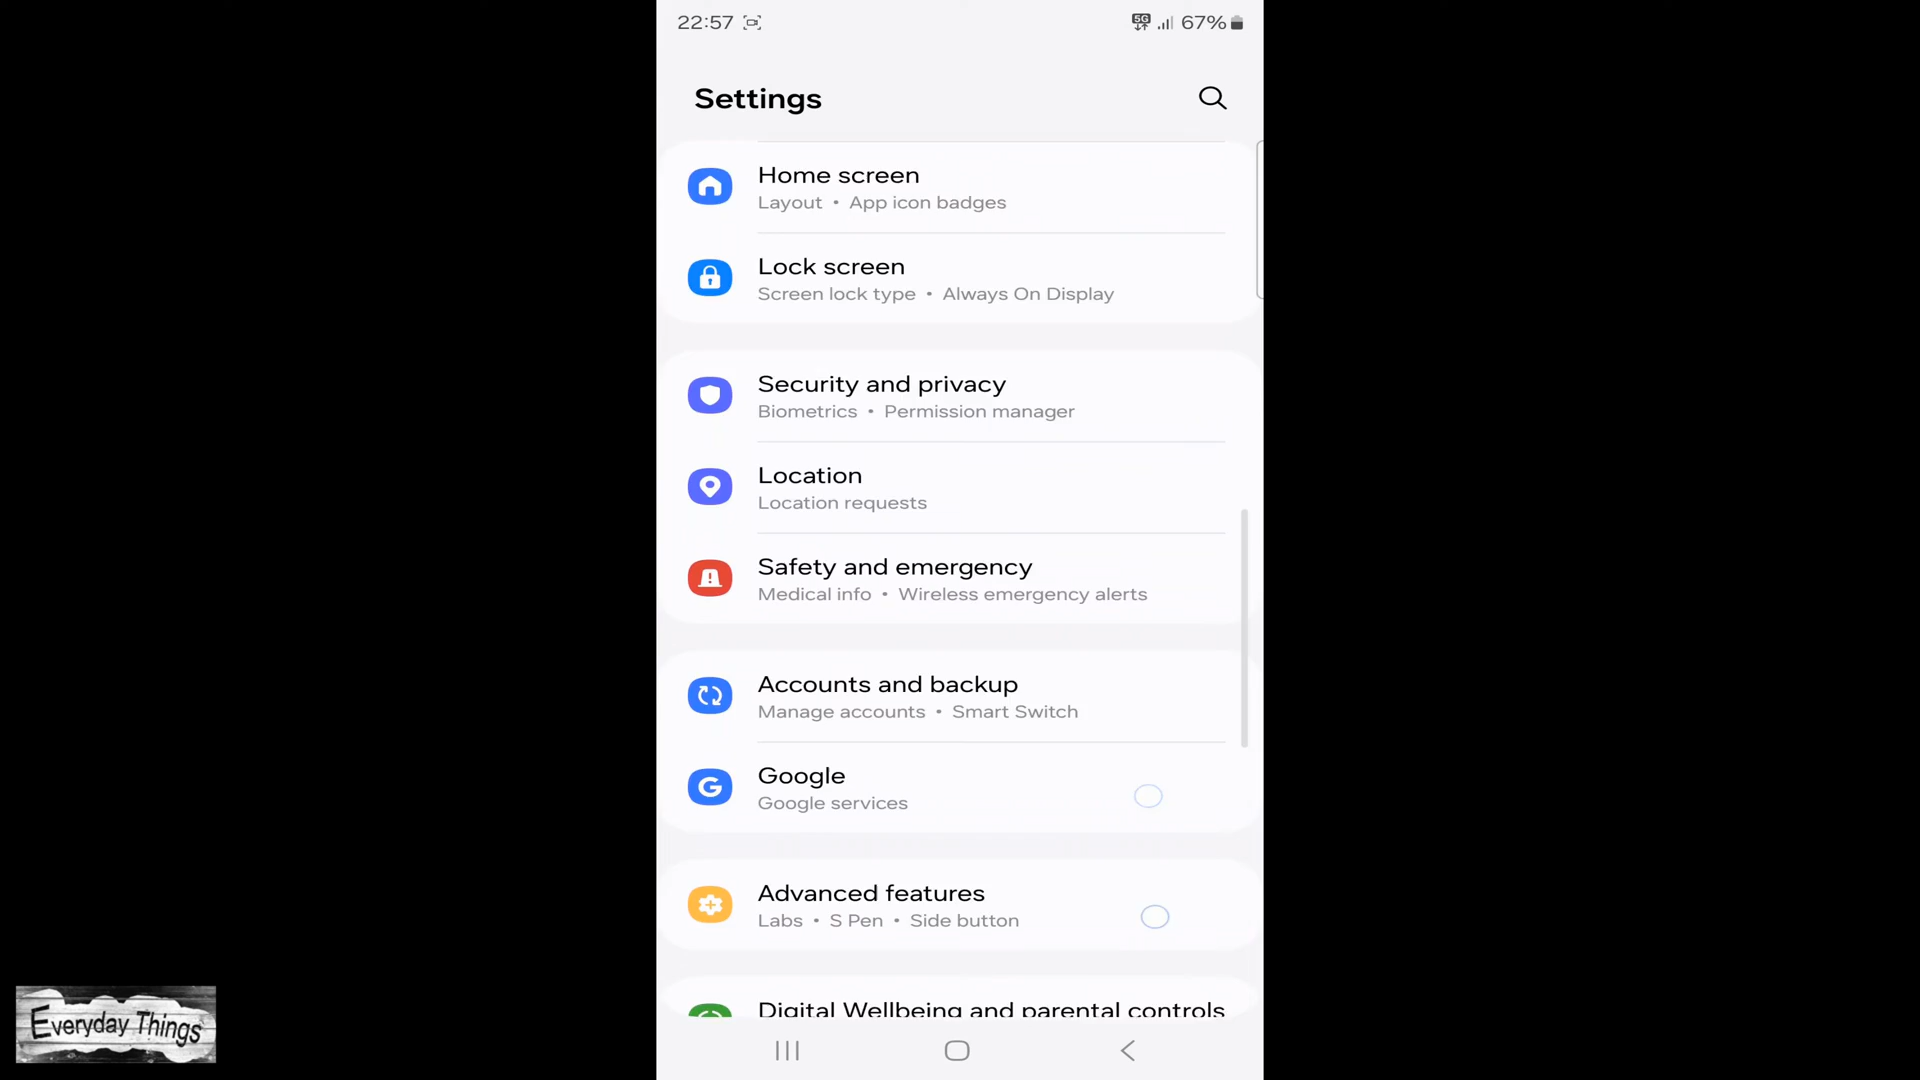 22:57
5G
67%
Settings
Home screen
Layout • App icon badges
Lock screen
Screen lock type • Always On Display
Security and privacy
Biometrics • Permission manager
Location
Location requests
Safety and emergency
Medical info • Wireless emergency alerts
Accounts and backup
Manage accounts • Smart Switch
Google
Google services
Advanced features
Labs • S Pen • Side button
Digital Wellbeing and parental controls
Everyday Things